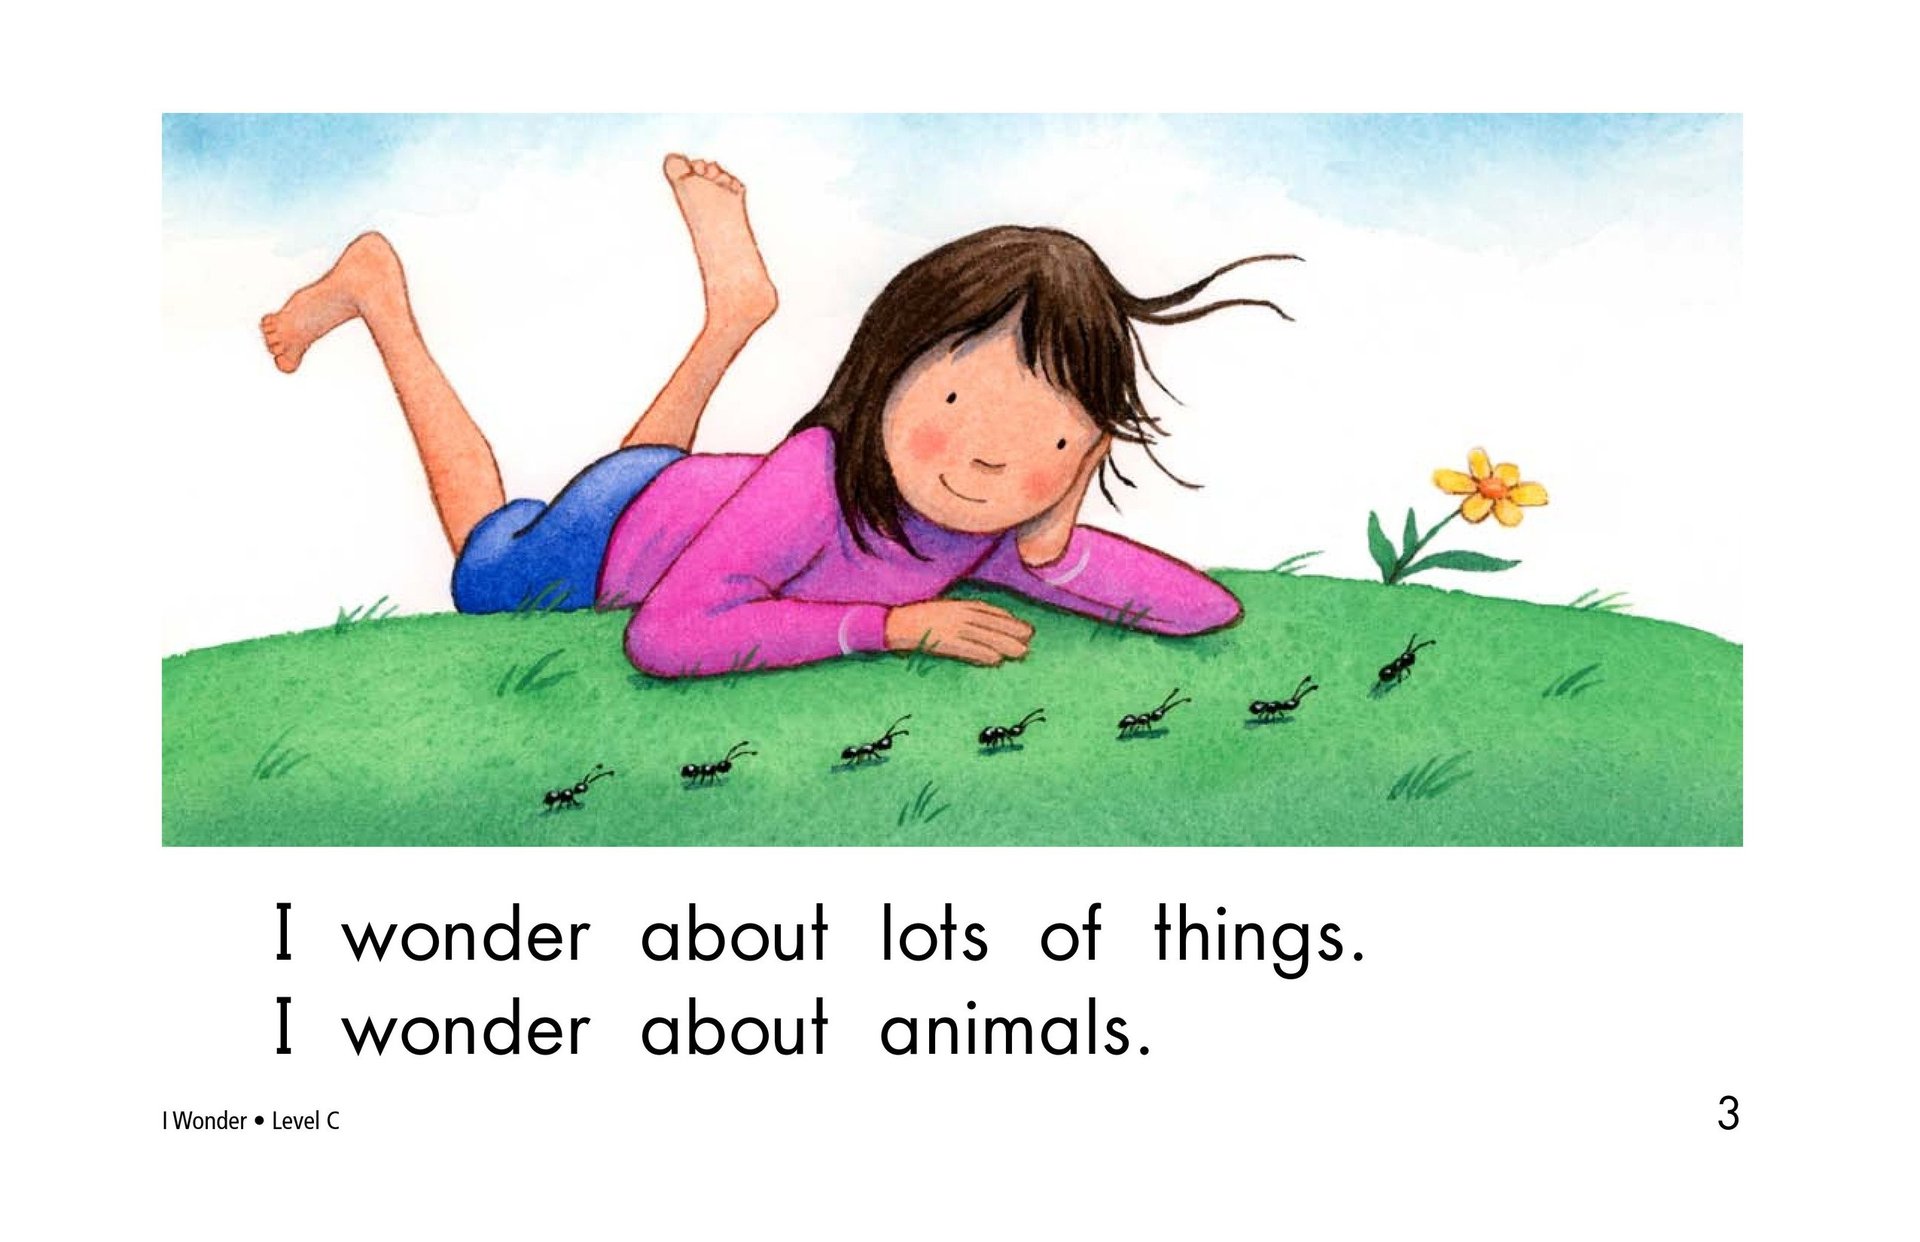 I wonder about lots of things.
I wonder about animals.
I Wonder • Level C
3